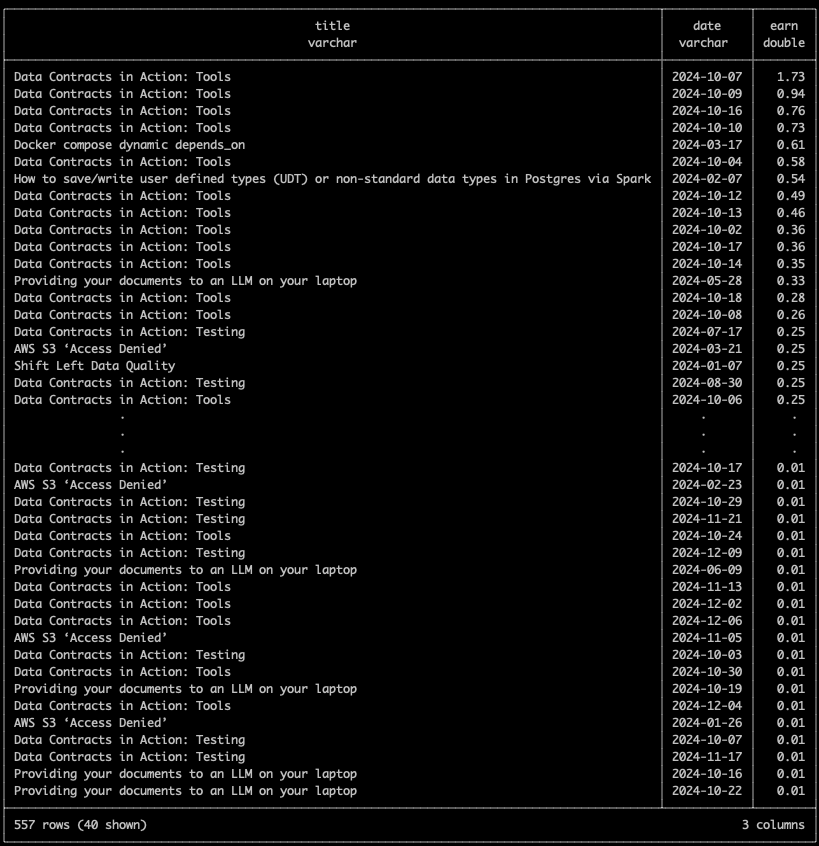 title date earn
varchar varchar double
Data Contracts in Action: Tools 2024-10-07 1.73
Data Contracts in Action: Tools 2024-10-09 0.94
Data Contracts in Action: Tools 2024-10-16 0.76
Data Contracts in Action: Tools 2024-10-10 0.73
Docker compose dynamic depends_on 2024-03-17 0.61
Data Contracts in Action: Tools 2024-10-04 0.58
How to save/write user defined types (UDT) or non-standard data types in Postgres via Spark 2024-02-07 0.54
Data Contracts in Action: Tools 2024-10-12 0.49
Data Contracts in Action: Tools 2024-10-13 0.46
Data Contracts in Action: Tools 2024-10-02 0.36
Data Contracts in Action: Tools 2024-10-17 0.36
Data Contracts in Action: Tools 2024-10-14 0.35
Providing your documents to an LLM on your laptop 2024-05-28 0.33
Data Contracts in Action: Tools 2024-10-18 0.28
Data Contracts in Action: Tools 2024-10-08 0.26
Data Contracts in Action: Testing 2024-07-17 0.25
AWS S3 ‘Access Denied’ 2024-03-21 0.25
Shift Left Data Quality 2024-01-07 0.25
Data Contracts in Action: Testing 2024-08-30 0.25
Data Contracts in Action: Tools 2024-10-06 0.25
· · ·
· · ·
· · ·
Data Contracts in Action: Testing 2024-10-17 0.01
AWS S3 ‘Access Denied’ 2024-02-23 0.01
Data Contracts in Action: Testing 2024-10-29 0.01
Data Contracts in Action: Testing 2024-11-21 0.01
Data Contracts in Action: Tools 2024-10-24 0.01
Data Contracts in Action: Testing 2024-12-09 0.01
Providing your documents to an LLM on your laptop 2024-06-09 0.01
Data Contracts in Action: Tools 2024-11-13 0.01
Data Contracts in Action: Tools 2024-12-02 0.01
Data Contracts in Action: Tools 2024-12-06 0.01
AWS S3 ‘Access Denied’ 2024-11-05 0.01
Data Contracts in Action: Testing 2024-10-03 0.01
Data Contracts in Action: Tools 2024-10-30 0.01
Providing your documents to an LLM on your laptop 2024-10-19 0.01
Data Contracts in Action: Tools 2024-12-04 0.01
AWS S3 ‘Access Denied’ 2024-01-26 0.01
Data Contracts in Action: Testing 2024-10-07 0.01
Data Contracts in Action: Testing 2024-11-17 0.01
Providing your documents to an LLM on your laptop 2024-10-16 0.01
Providing your documents to an LLM on your laptop 2024-10-22 0.01
557 rows (40 shown) 3 columns